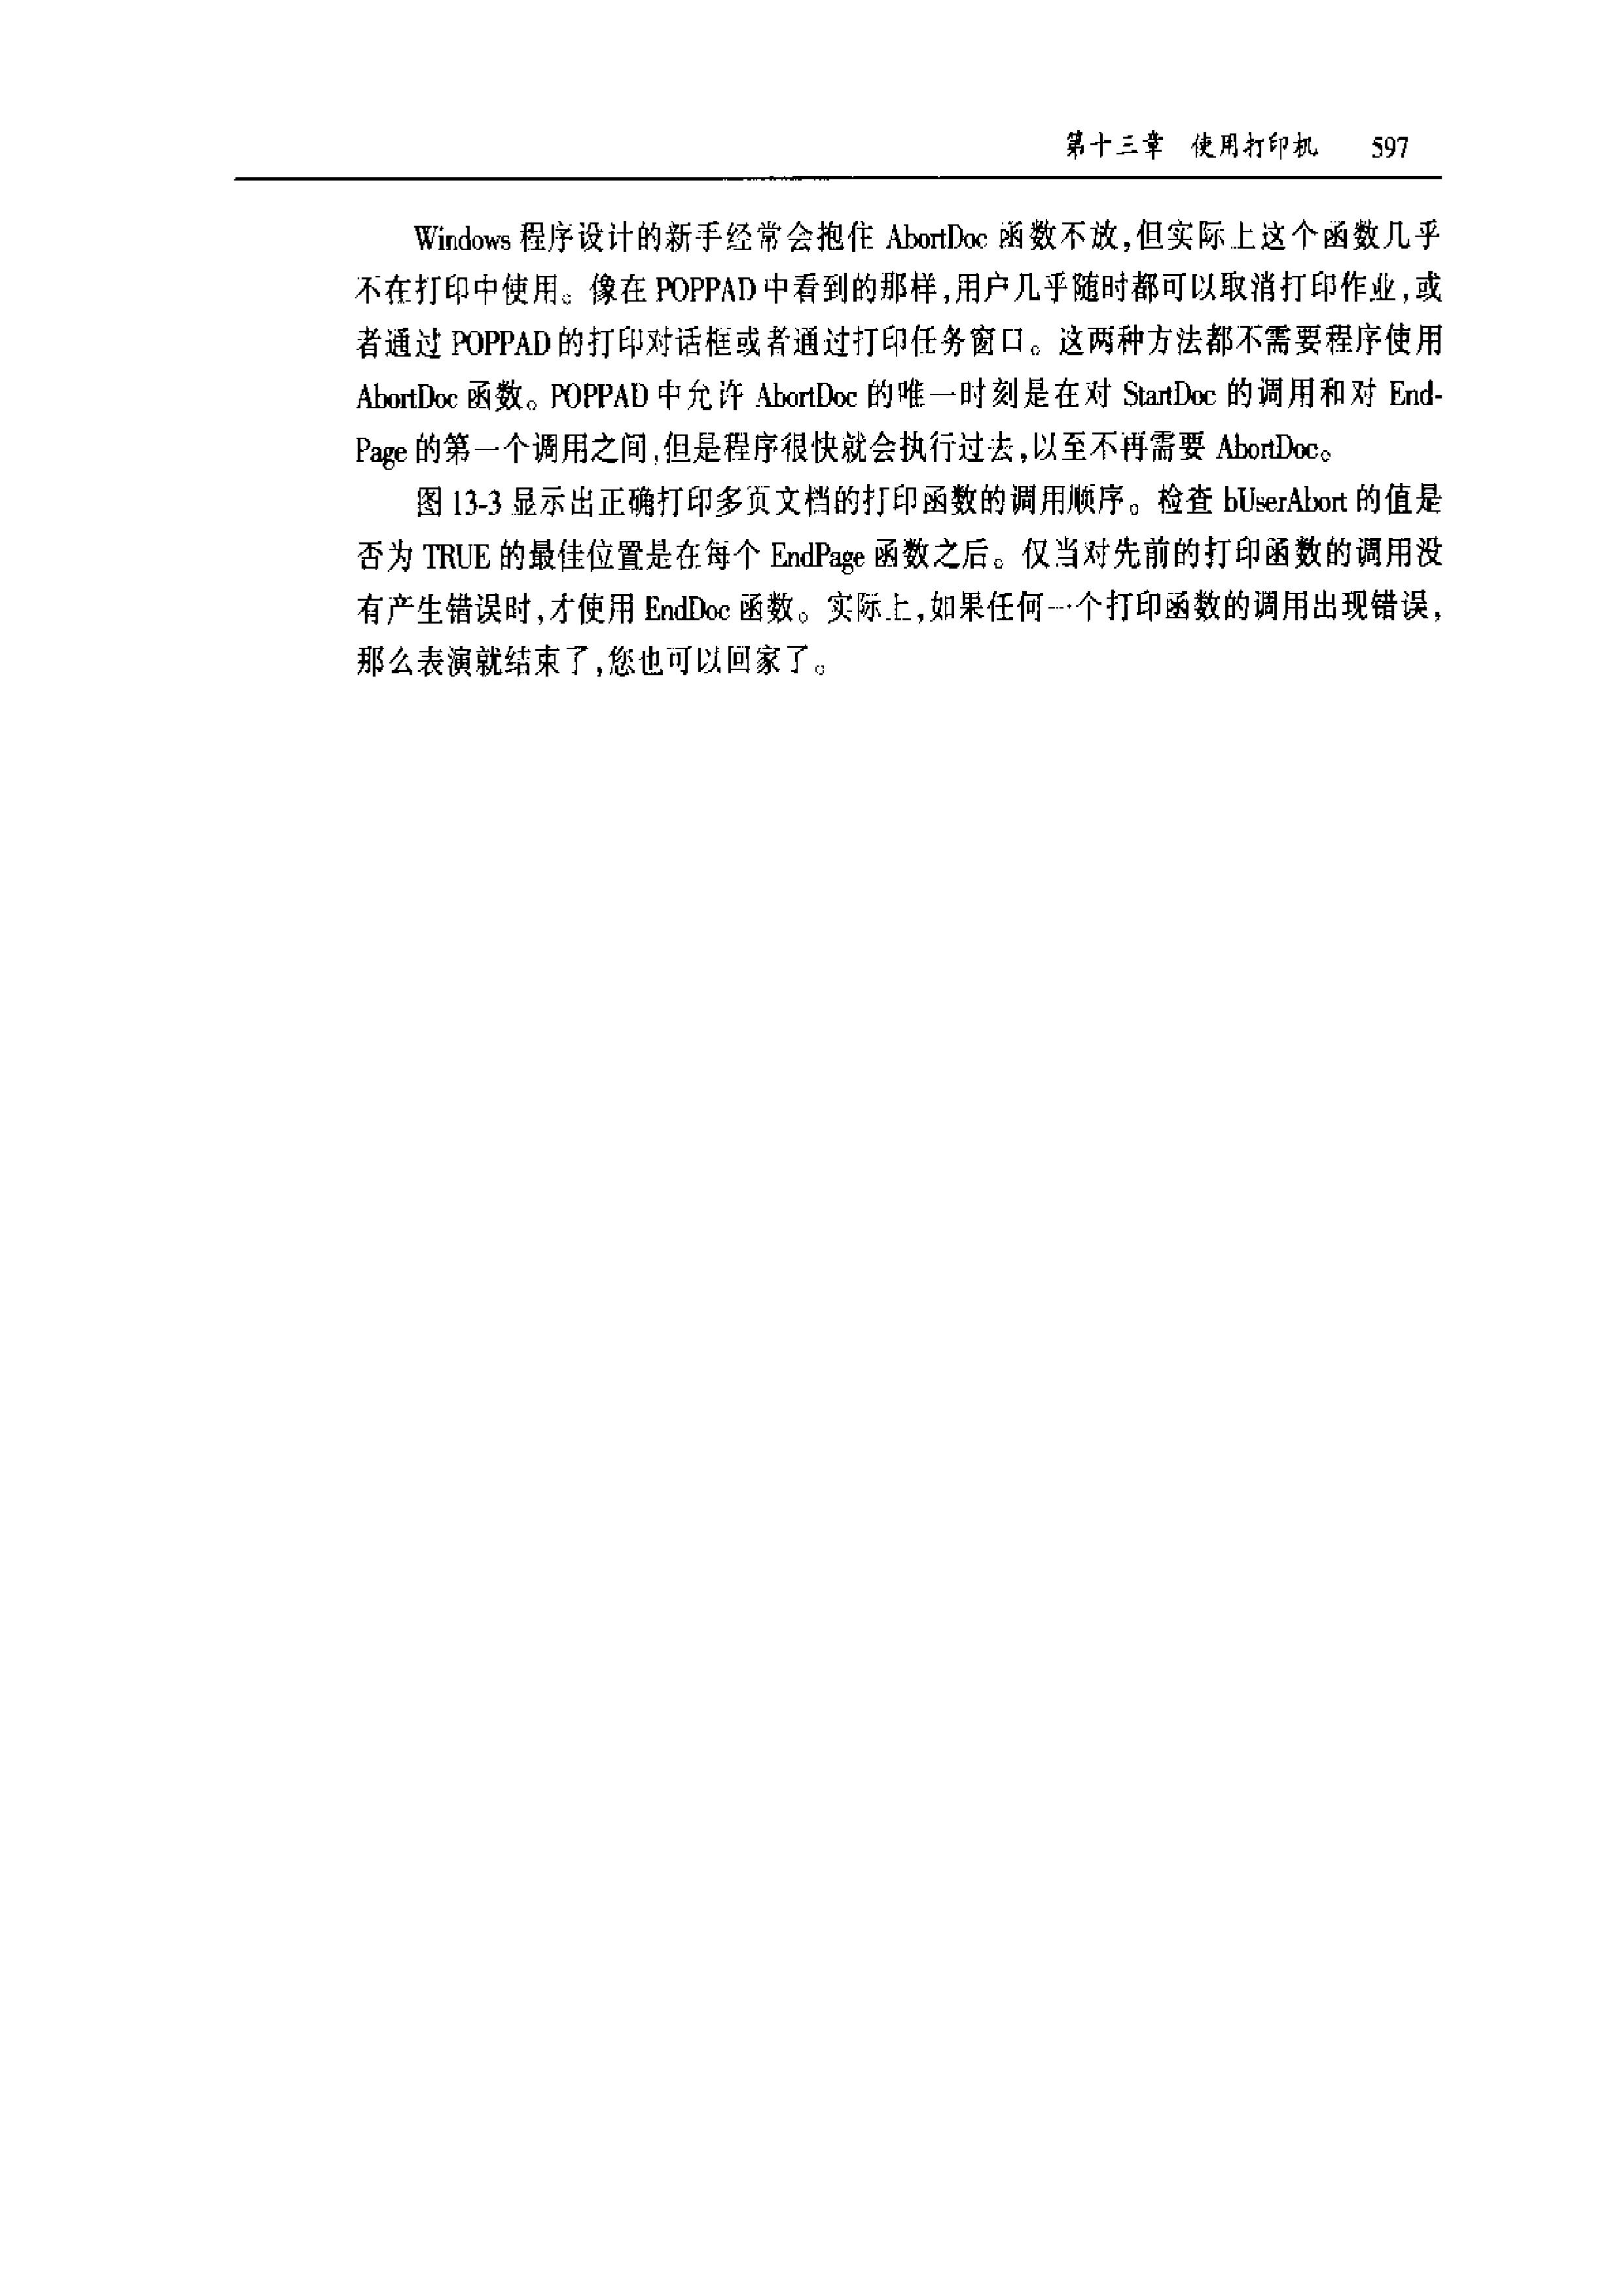 第十三章 使用打印机 597
Windows 程序设计的新手经常会抱住 AbortDoc 函数不放,但实际上这个函数几乎
不在打印中使用。像在 POPPAD 中看到的那样,用户几乎随时都可以取消打印作业,或
者通过 POPPAD 的打印对话框或者通过打印任务窗口。这两种方法都不需要程序使用
AbortDoc 函数。POPPAD 中允许 AbortDoc 的唯一时刻是在对 StartDoc 的调用和对 End-
Page 的第一个调用之间,但是程序很快就会执行过去,以至不再需要 AbortDoc。
图 13-3 显示出正确打印多页文档的打印函数的调用顺序。检查 bUserAbort 的值是
否为 TRUE 的最佳位置是在每个 EndPage 函数之后。仅当对先前的打印函数的调用没
有产生错误时,才使用 EndDoc 函数。实际上,如果任何一个打印函数的调用出现错误,
那么表演就结束了,您也可以回家了。